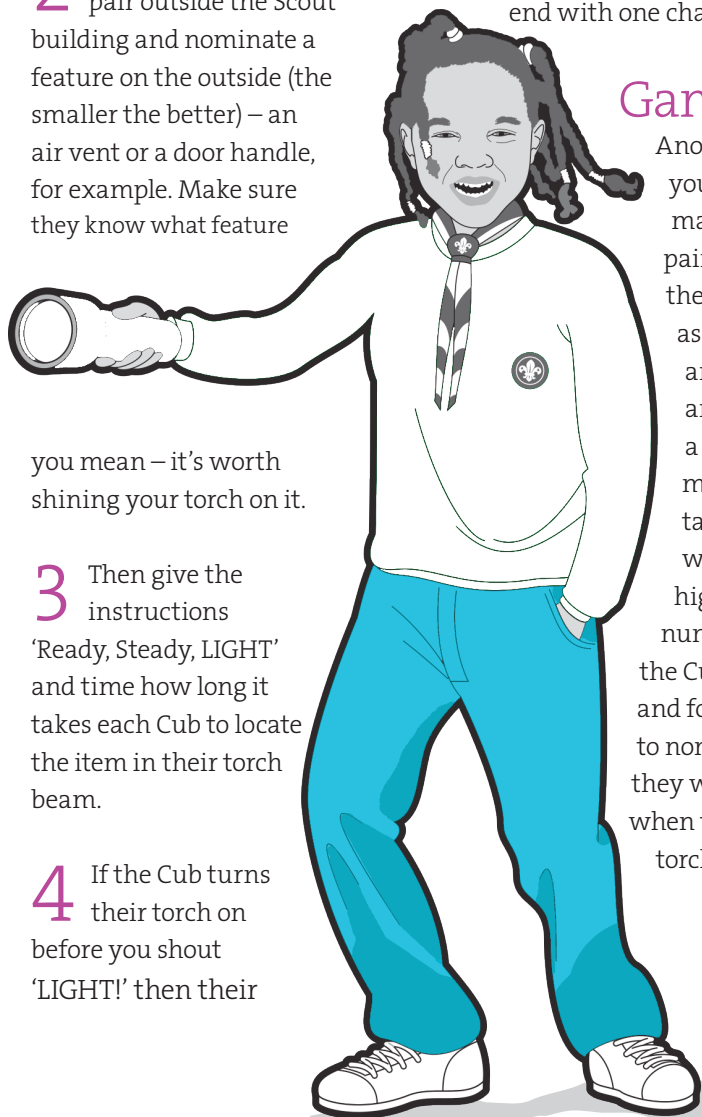 2 pair outside the Scout
building and nominate a
feature on the outside (the
smaller the better) – an
air vent or a door handle,
for example. Make sure
they know what feature
you mean – it's worth
shining your torch on it.
3 Then give the
instructions
'Ready, Steady, LIGHT'
and time how long it
takes each Cub to locate
the item in their torch
beam.
4 If the Cub turns
their torch on
before you shout
'LIGHT!' then their
end with one cha
Gar
Ano
you
ma
pair
the
as
ar
ar
a
m
ta
w
hig
nur
the Cu
and fo
to nor
they w
when
torch